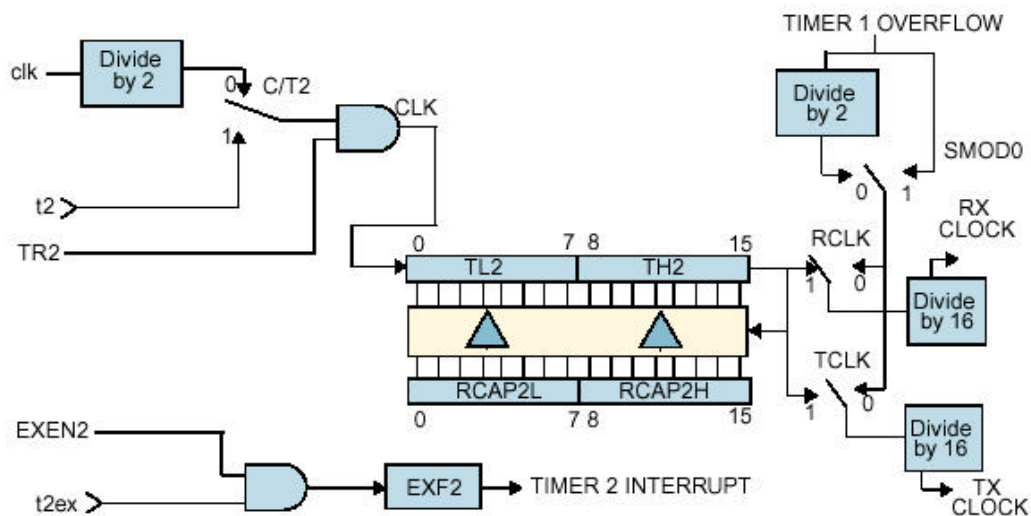 TIMER 1 OVERFLOW
clk
Divide
by 2
0
C/T2
1
CLK
t2
TR2
Divide
by 2
SMOD0
0
1
RX
CLOCK
RCLK
1
0
Divide
by 16
0
7
8
15
TL2
TH2
RCAP2L
RCAP2H
0
7
8
15
TCLK
1
0
Divide
by 16
TX
CLOCK
EXEN2
t2ex
EXF2
TIMER 2 INTERRUPT